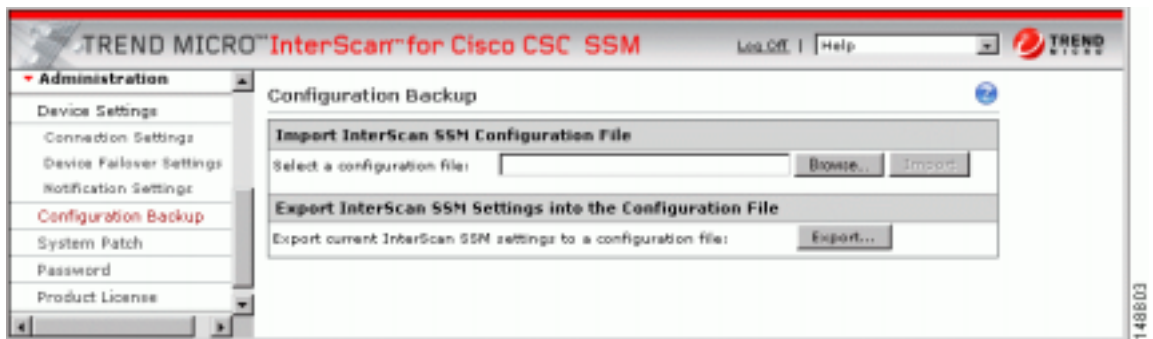 TREND MICRO™ InterScan™ for Cisco CSC SSM
Log Off | Help
TREND MICRO
Administration
Device Settings
Connection Settings
Device Failover Settings
Notification Settings
Configuration Backup
System Patch
Password
Product License
Configuration Backup
Import InterScan SSM Configuration File
Select a configuration file:
Browse...
Import
Export InterScan SSM Settings into the Configuration File
Export current InterScan SSM settings to a configuration file:
Export...
148803